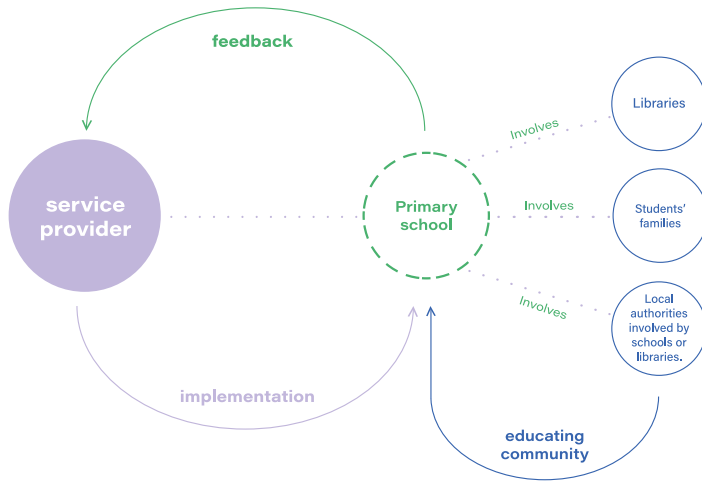 feedback
Libraries
Involves
service
provider
Primary
school
Involves
Students'
families
Involves
Local
authorities
involved by
schools or
libraries.
implementation
educating
community